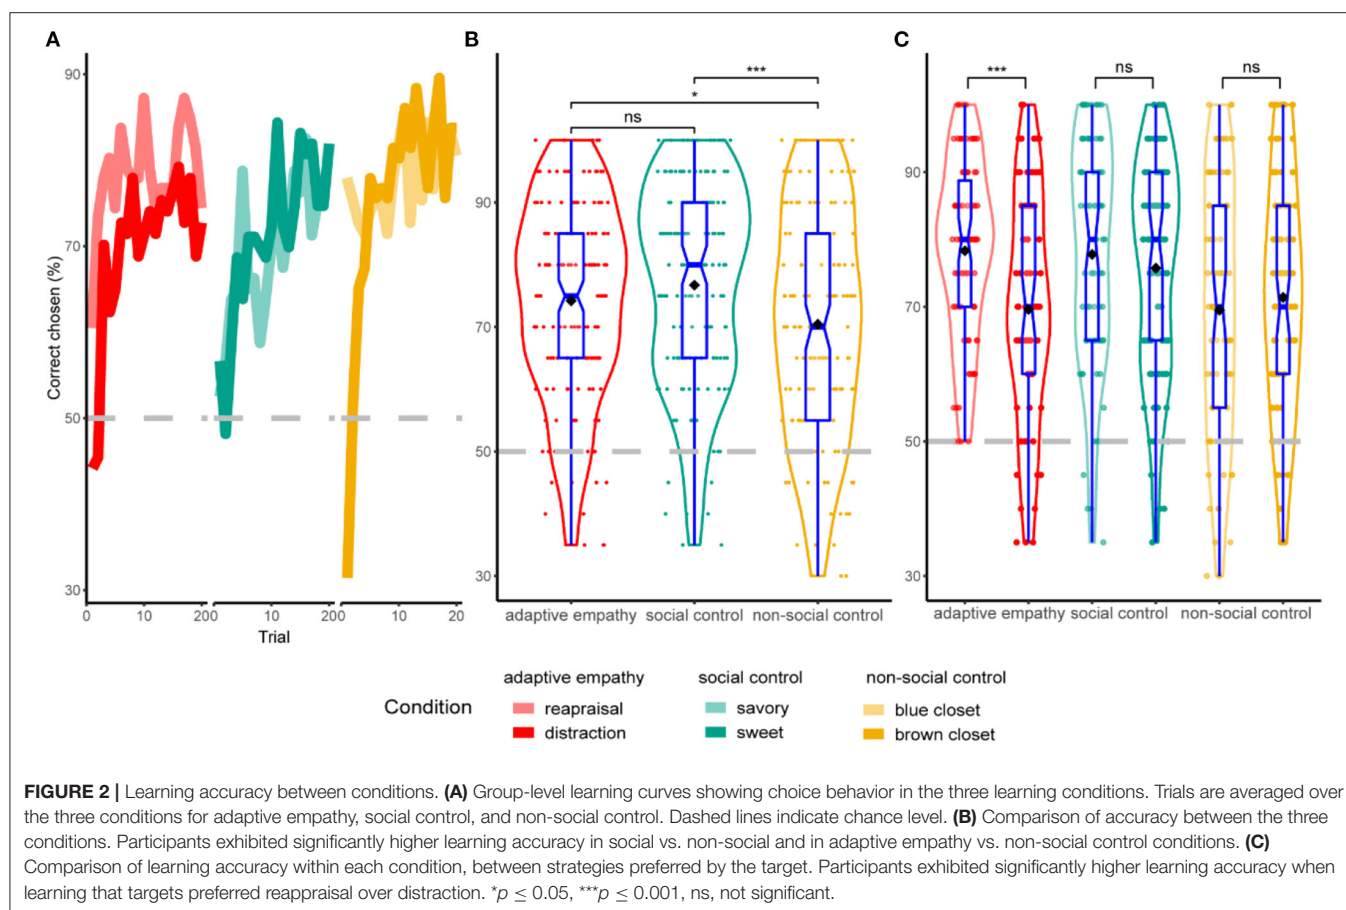 A
B
C
90
70
50
30
Correct chosen (%)
0
10
20
0
10
20
0
10
20
Trial
***
*
ns
90
70
50
30
adaptive empathy
social control
non-social control
***
ns
ns
90
70
50
30
adaptive empathy
social control
non-social control
Condition
adaptive empathy
reapraisal
distraction
social control
savory
sweet
non-social control
blue closet
brown closet
FIGURE 2 | Learning accuracy between conditions. (A) Group-level learning curves showing choice behavior in the three learning conditions. Trials are averaged over
the three conditions for adaptive empathy, social control, and non-social control. Dashed lines indicate chance level. (B) Comparison of accuracy between the three
conditions. Participants exhibited significantly higher learning accuracy in social vs. non-social and in adaptive empathy vs. non-social control conditions. (C)
Comparison of learning accuracy within each condition, between strategies preferred by the target. Participants exhibited significantly higher learning accuracy when
learning that targets preferred reappraisal over distraction. *p ≤ 0.05, ***p ≤ 0.001, ns, not significant.